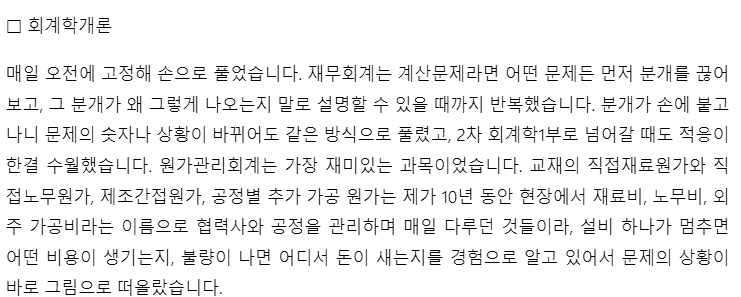 □ 회계학개론
매일 오전에 고정해 손으로 풀었습니다. 재무회계는 계산문제라면 어떤 문제든 먼저 분개를 끊어
보고, 그 분개가 왜 그렇게 나오는지 말로 설명할 수 있을 때까지 반복했습니다. 분개가 손에 붙고
나니 문제의 숫자나 상황이 바뀌어도 같은 방식으로 풀렸고, 2차 회계학1부로 넘어갈 때도 적응이
한결 수월했습니다. 원가관리회계는 가장 재미있는 과목이었습니다. 교재의 직접재료원가와 직
접노무원가, 제조간접원가, 공정별 추가 가공 원가는 제가 10년 동안 현장에서 재료비, 노무비, 외
주 가공비라는 이름으로 협력사와 공정을 관리하며 매일 다루던 것들이라, 설비 하나가 멈추면
어떤 비용이 생기는지, 불량이 나면 어디서 돈이 새는지를 경험으로 알고 있어서 문제의 상황이
바로 그림으로 떠올랐습니다.